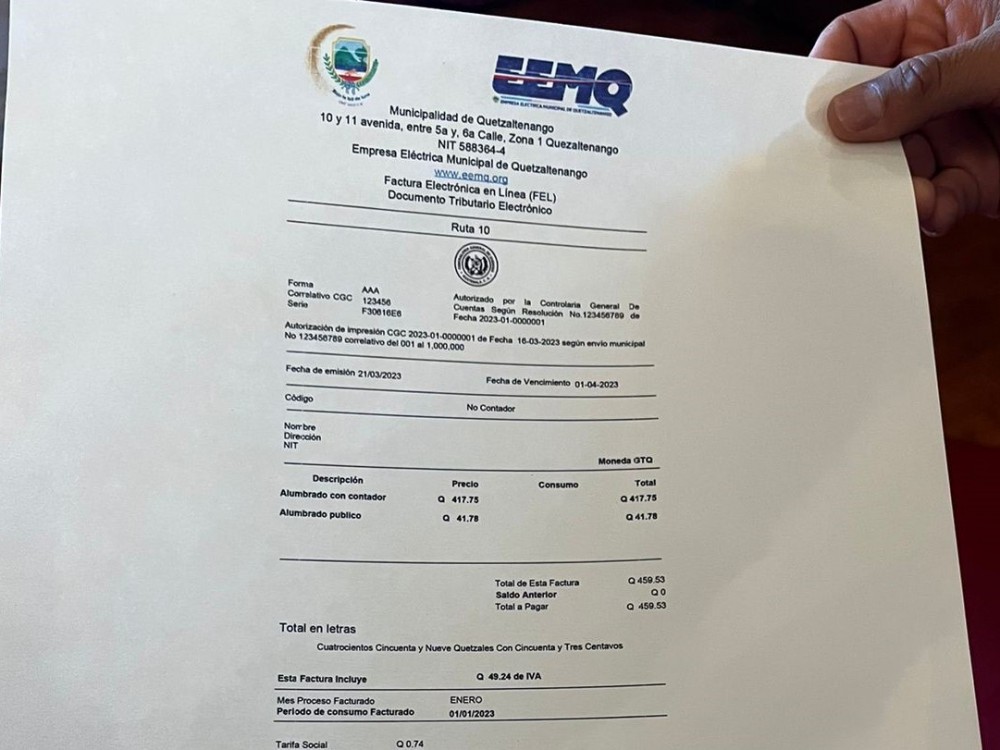 EEMQ
EMPRESA ELÉCTRICA MUNICIPAL DE QUETZALTENANGO
Municipalidad de Quetzaltenango
10 y 11 avenida, entre 5a y, 6a Calle, Zona 1 Quezaltenango
NIT 588364-4
Empresa Eléctrica Municipal de Quetzaltenango
www.eemq.org
Factura Electrónica en Línea (FEL)
Documento Tributario Electrónico
Ruta 10
Forma AAA
Correlativo CGC 123456
Serie F30616E6
Autorizado por la Controlaria General De
Cuentas Según Resolución No.123456789 de
Fecha 2023-01-0000001
Autorización de impresión CGC 2023-01-0000001 de Fecha 16-03-2023 según envio municipal
No 123456789 correlativo del 001 al 1,000,000
Fecha de emisión 21/03/2023 Fecha de Vencimiento 01-04-2023
Código No Contador
Nombre
Dirección
NIT
Moneda GTQ
Descripción Precio Consumo Total
Alumbrado con contador Q 417.75 Q 417.75
Alumbrado publico Q 41.78 Q 41.78
Total de Esta Factura Q 459.53
Saldo Anterior Q 0
Total a Pagar Q 459.53
Total en letras
Cuatrocientos Cincuenta y Nueve Quetzales Con Cincuenta y Tres Centavos
Esta Factura Incluye Q 49.24 de IVA
Mes Proceso Facturado ENERO
Periodo de consumo Facturado 01/01/2023
Tarifa Social Q 0.74